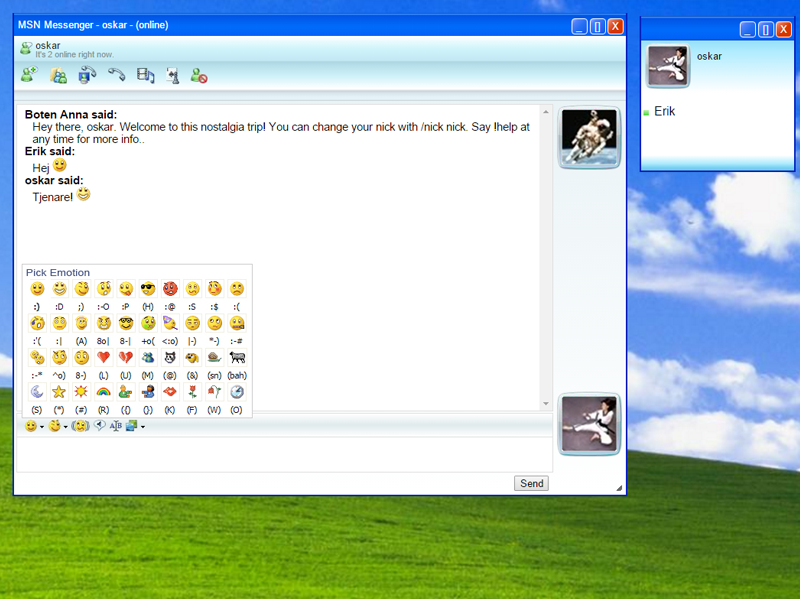 MSN Messenger - oskar - (online)
oskar
It's 2 online right now.
Boten Anna said:
Hey there, oskar. Welcome to this nostalgia trip! You can change your nick with /nick nick. Say !help at
any time for more info..
Erik said:
Hej
oskar said:
Tjenare!
Pick Emotion
:) :D ;) :-O :P (H) :@ :S :$ :(
:'( :| (A) 8o| 8-| +o( <:o) |-) *-) :-#
:-* ^o) 8-) (L) (U) (M) (@) (&) (sn) (bah)
(S) (*) (#) (R) ({) (}) (K) (F) (W) (O)
Send
oskar
Erik